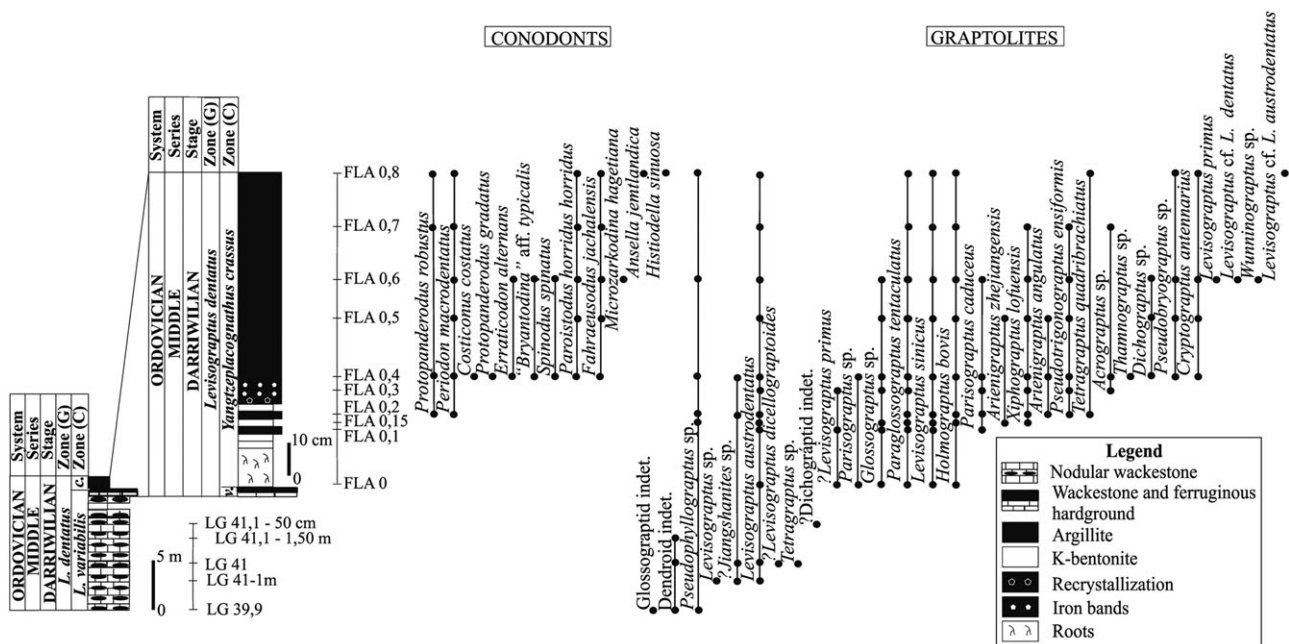 CONODONTS
GRAPTOLITES
System
Series
Stage
Zone (G)
Zone (C)
ORDOVICIAN
MIDDLE
DARRIWILIAN
Levisograptus dentatus
Yangtzeplacognathus crassus
v.
10 cm
0
FLA 0,8
FLA 0,7
FLA 0,6
FLA 0,5
FLA 0,4
FLA 0,3
FLA 0,2
FLA 0,15
FLA 0,1
FLA 0
Protopanderodus robustus
Periodon macrodentatus
Costiconus costatus
Protopanderodus gradatus
Erraticodon alternans
"Bryantodina" aff. typicalis
Spinodus spinatus
Paroistodus horridus horridus
Fahraeusodus jachalensis
Microzarkodina hagetiana
Ansella jemtlandica
Histiodella sinuosa
Glossograptid indet.
Dendroid indet.
Pseudophyllograptus sp.
Levisograptus sp.
?Jiangshanites sp.
Levisograptus austrodentatus
?Levisograptus dicellograptoides
Tetragraptus sp.
?Dichograptid indet.
?Levisograptus primus
Parisograptus sp.
Glossograptus sp.
Paraglossograptus tentaculatus
Levisograptus sinicus
Holmograptus bovis
Parisograptus caduceus
Arienigraptus zhejiangensis
Xiphograptus lofuensis
Arienigraptus angulatus
Pseudotrigonograptus ensiformis
Tetragraptus quadribrachiatus
Acrograptus sp.
Thamnograptus sp.
Dichograptus sp.
Pseudobryograptus sp.
Cryptograptus antennarius
Levisograptus primus
Levisograptus cf. L. dentatus
Wuninograptus sp.
Levisograptus cf. L. austrodentatus
System
Series
Stage
Zone (G)
Zone (C)
ORDOVICIAN
MIDDLE
DARRIWILIAN
L. dentatus
L. variabilis
c.
5 m
0
LG 41,1 - 50 cm
LG 41,1 - 1,50 m
LG 41
LG 41-1m
LG 39,9
Legend
Nodular wackestone
Wackestone and ferruginous
hardground
Argillite
K-bentonite
Recrystallization
Iron bands
Roots